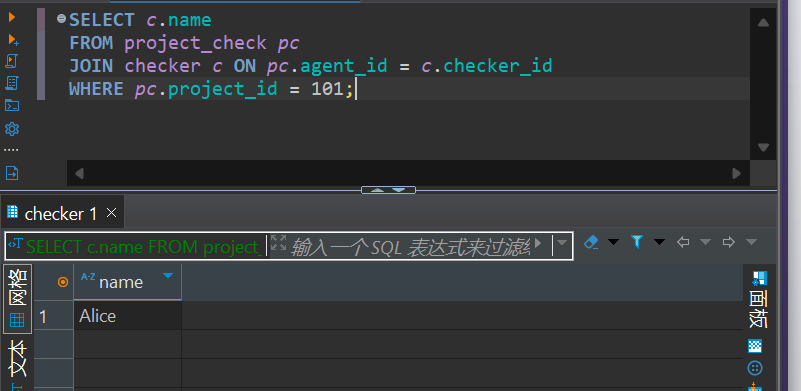 SELECT c.name
FROM project_check pc
JOIN checker c ON pc.agent_id = c.checker_id
WHERE pc.project_id = 101;
checker 1
SELECT c.name FROM project_
输入一个 SQL 表达式来过滤
网格
A-Z name
面板
1 Alice
文本